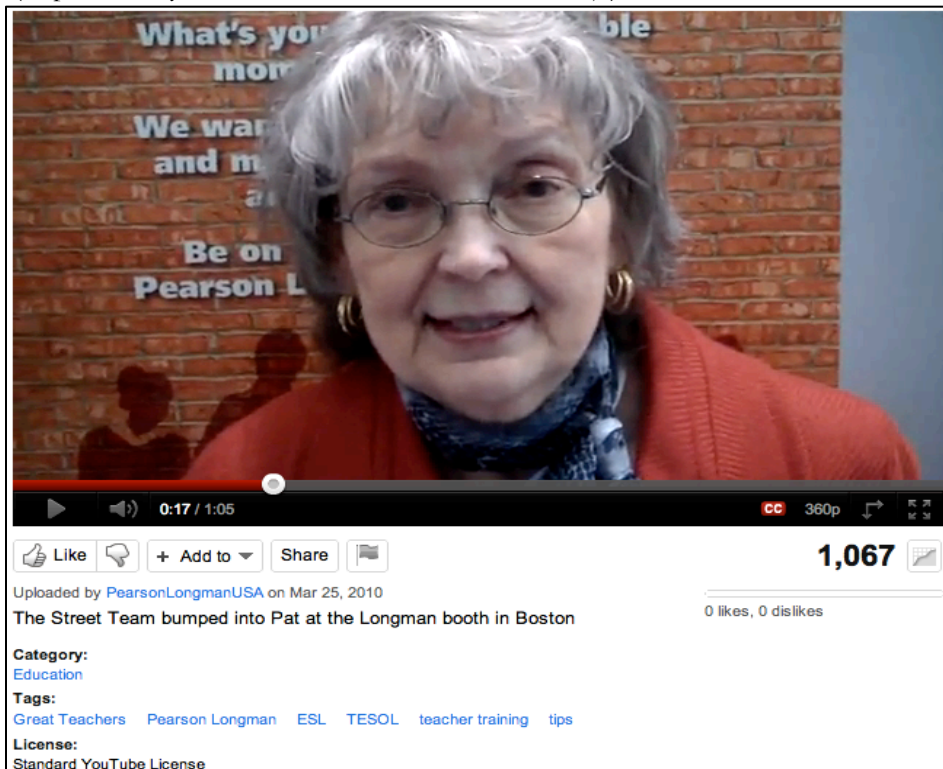 What's you ble
mom
We wan
and m
a
Be on
Pearson L
0:17 / 1:05
CC 360p
Like + Add to Share 1,067
Uploaded by PearsonLongmanUSA on Mar 25, 2010
0 likes, 0 dislikes
The Street Team bumped into Pat at the Longman booth in Boston
Category:
Education
Tags:
Great Teachers Pearson Longman ESL TESOL teacher training tips
License:
Standard YouTube License